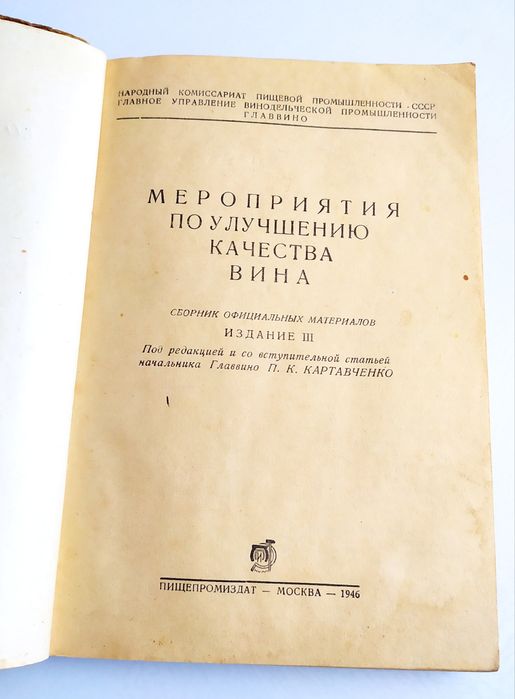 НАРОДНЫЙ КОМИССАРИАТ ПИЩЕВОЙ ПРОМЫШЛЕННОСТИ СССР
ГЛАВНОЕ УПРАВЛЕНИЕ ВИНОДЕЛЬЧЕСКОЙ ПРОМЫШЛЕННОСТИ
ГЛАВВИНО
МЕРОПРИЯТИЯ
ПО УЛУЧШЕНИЮ
КАЧЕСТВА
ВИНА
СБОРНИК ОФИЦИАЛЬНЫХ МАТЕРИАЛОВ
ИЗДАНИЕ III
Под редакцией и со вступительной статьей
начальника Главвино П. К. КАРТАВЧЕНКО
ПИЩЕПРОМИЗДАТ — МОСКВА — 1946